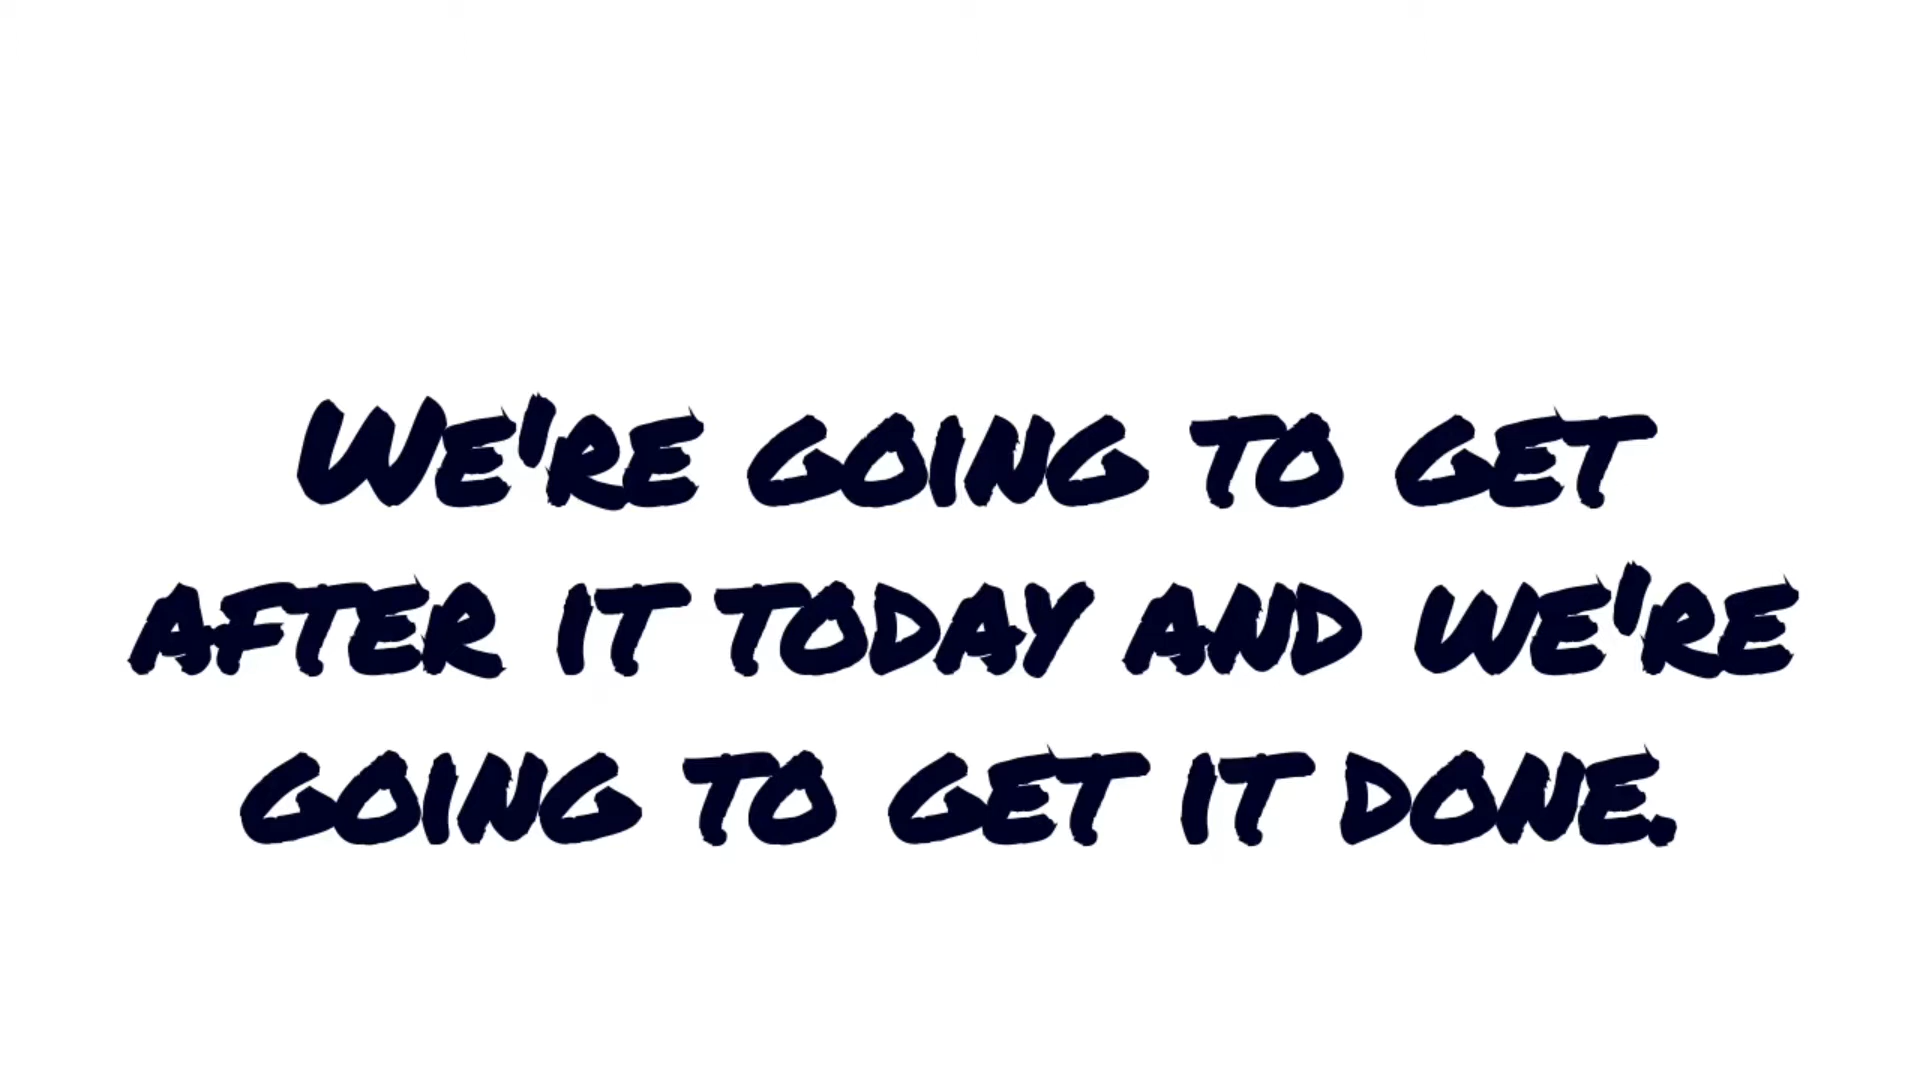 We're going to get
after it today and we're
going to get it done.